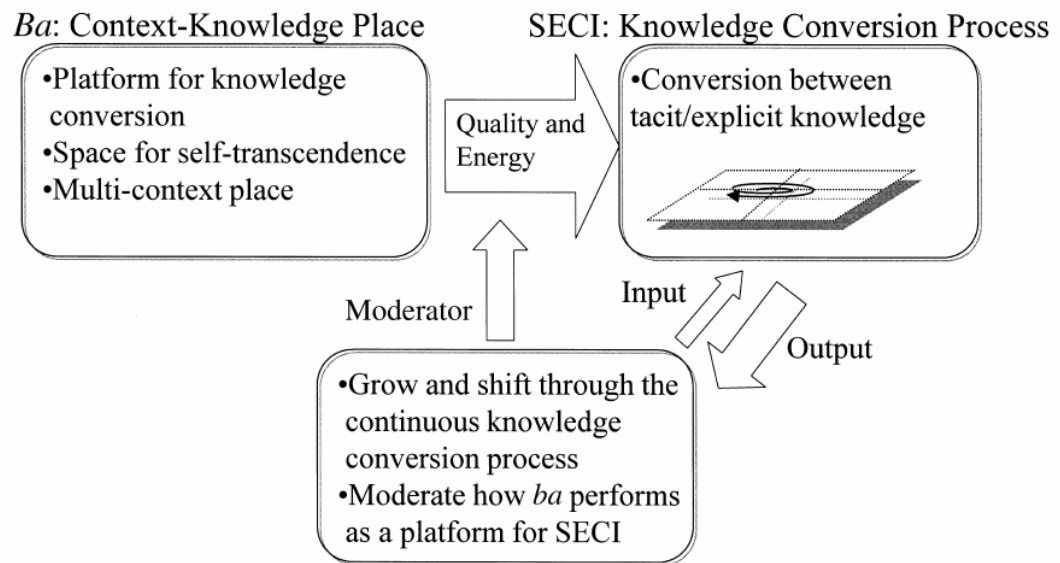 Ba: Context-Knowledge Place
•Platform for knowledge
conversion
•Space for self-transcendence
•Multi-context place
Quality and
Energy
SECI: Knowledge Conversion Process
•Conversion between
tacit/explicit knowledge
Moderator
Input
Output
•Grow and shift through the
continuous knowledge
conversion process
•Moderate how ba performs
as a platform for SECI